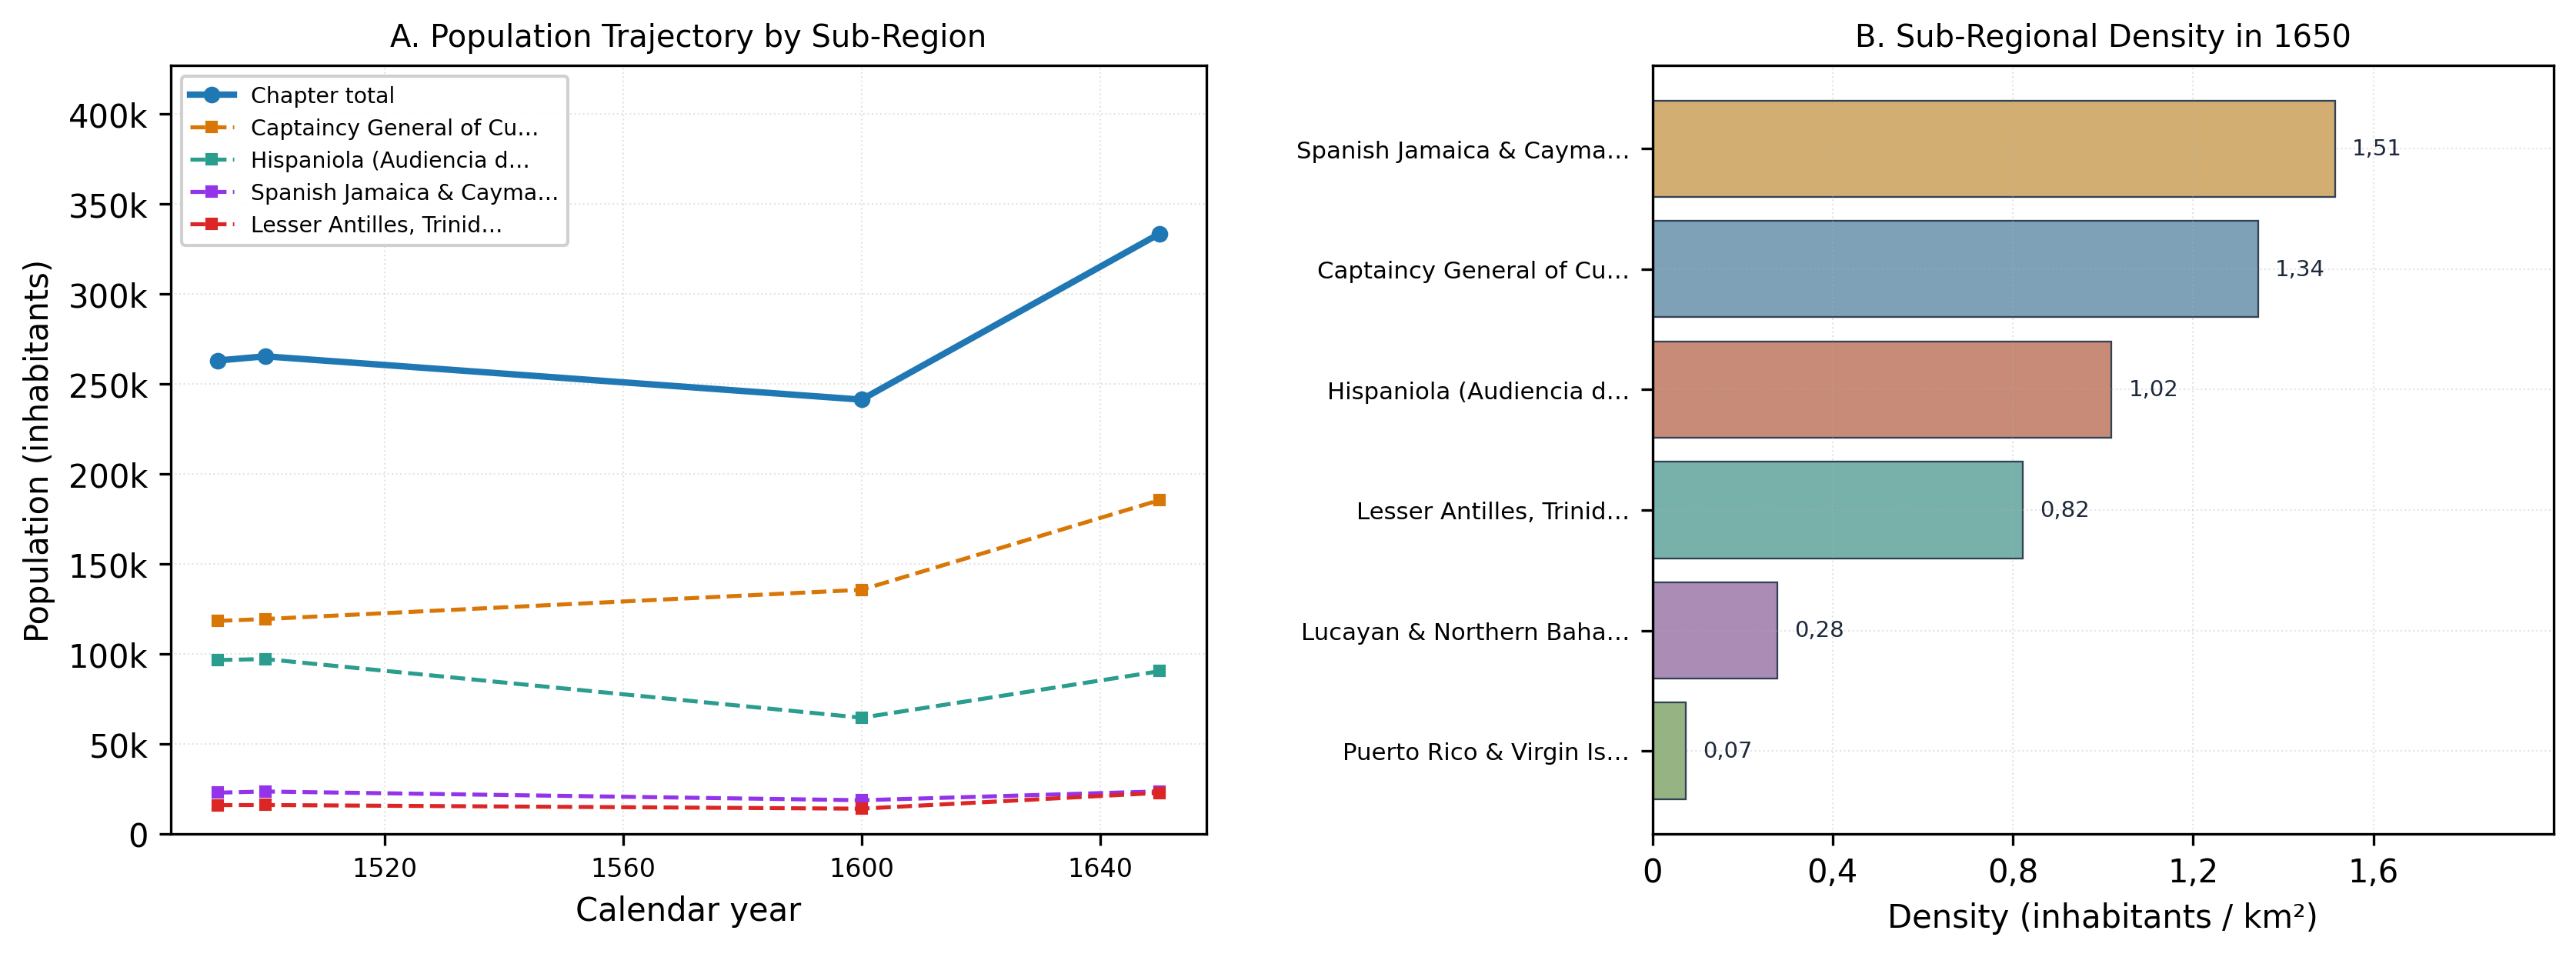 A. Population Trajectory by Sub-Region
Chapter total
Captaincy General of Cu...
Hispaniola (Audiencia d...
Spanish Jamaica & Cayma...
Lesser Antilles, Trinid...
Population (inhabitants)
400k
350k
300k
250k
200k
150k
100k
50k
0
1520
1560
1600
1640
Calendar year
B. Sub-Regional Density in 1650
Spanish Jamaica & Cayma...
1,51
Captaincy General of Cu...
1,34
Hispaniola (Audiencia d...
1,02
Lesser Antilles, Trinid...
0,82
Lucayan & Northern Baha...
0,28
Puerto Rico & Virgin Is...
0,07
0
0,4
0,8
1,2
1,6
Density (inhabitants / km²)